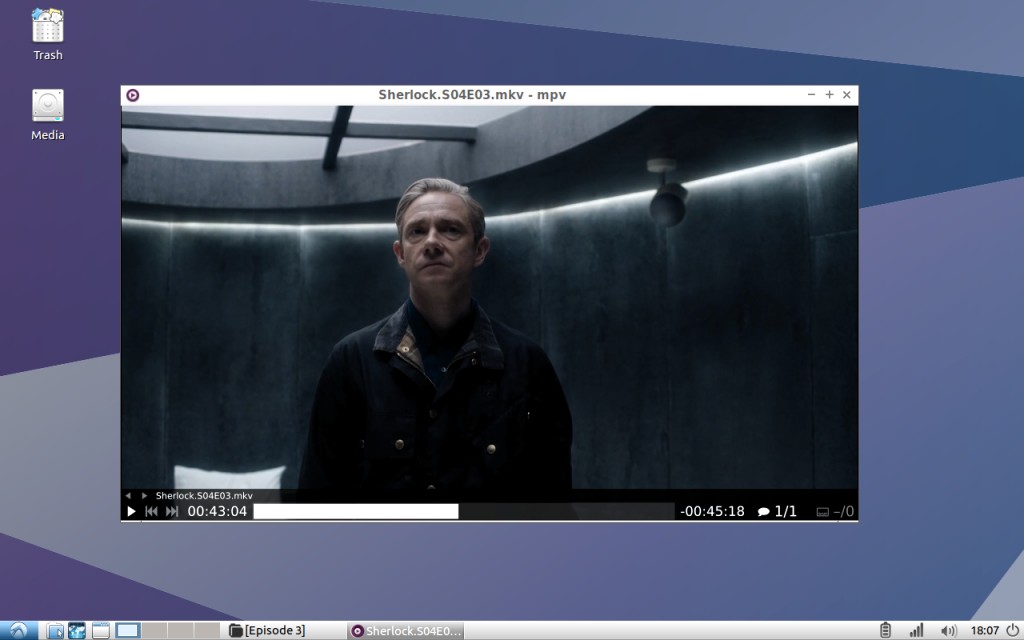 Trash
Media
Sherlock.S04E03.mkv - mpv
Sherlock.S04E03.mkv
00:43:04
-00:45:18
1/1
–/0
[Episode 3]
Sherlock.S04E0...
18:07